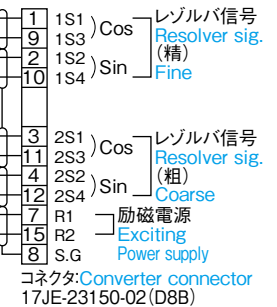 1 1S1 Cos レゾルバ信号
9 1S3 Resolver sig.
2 1S2 Sin (精)
10 1S4 Fine
3 2S1 Cos レゾルバ信号
11 2S3 Resolver sig.
4 2S2 Sin (粗)
12 2S4 Coarse
7 R1 励磁電源
15 R2 Exciting
8 S.G Power supply
コネクタ:Converter connector
17JE-23150-02(D8B)